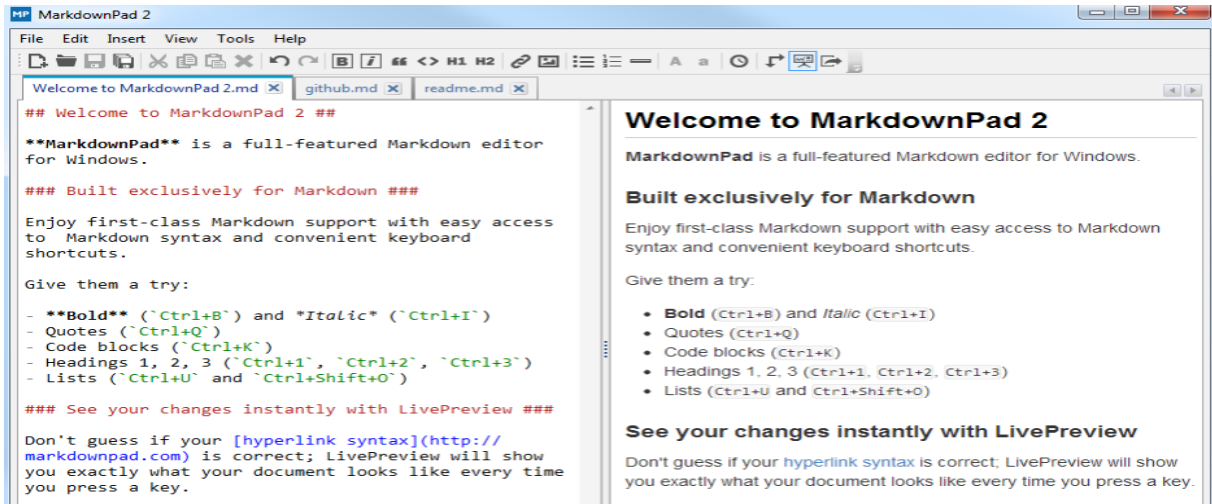 MP MarkdownPad 2
File Edit Insert View Tools Help
B i “ <> H1 H2 A a
Welcome to MarkdownPad 2.md github.md readme.md
## Welcome to MarkdownPad 2 ##
**MarkdownPad** is a full-featured Markdown editor
for Windows.
### Built exclusively for Markdown ###
Enjoy first-class Markdown support with easy access
to  Markdown syntax and convenient keyboard
shortcuts.
Give them a try:
- **Bold** (`Ctrl+B`) and *Italic* (`Ctrl+I`)
- Quotes (`Ctrl+Q`)
- Code blocks (`Ctrl+K`)
- Headings 1, 2, 3 (`Ctrl+1`, `Ctrl+2`, `Ctrl+3`)
- Lists (`Ctrl+U` and `Ctrl+Shift+O`)
### See your changes instantly with LivePreview ###
Don't guess if your [hyperlink syntax](http://
markdownpad.com) is correct; LivePreview will show
you exactly what your document looks like every time
you press a key.
Welcome to MarkdownPad 2
MarkdownPad is a full-featured Markdown editor for Windows.
Built exclusively for Markdown
Enjoy first-class Markdown support with easy access to Markdown
syntax and convenient keyboard shortcuts.
Give them a try:
• Bold (Ctrl+B) and Italic (Ctrl+I)
• Quotes (Ctrl+Q)
• Code blocks (Ctrl+K)
• Headings 1, 2, 3 (Ctrl+1, Ctrl+2, Ctrl+3)
• Lists (Ctrl+U and Ctrl+Shift+O)
See your changes instantly with LivePreview
Don't guess if your hyperlink syntax is correct; LivePreview will show
you exactly what your document looks like every time you press a key.